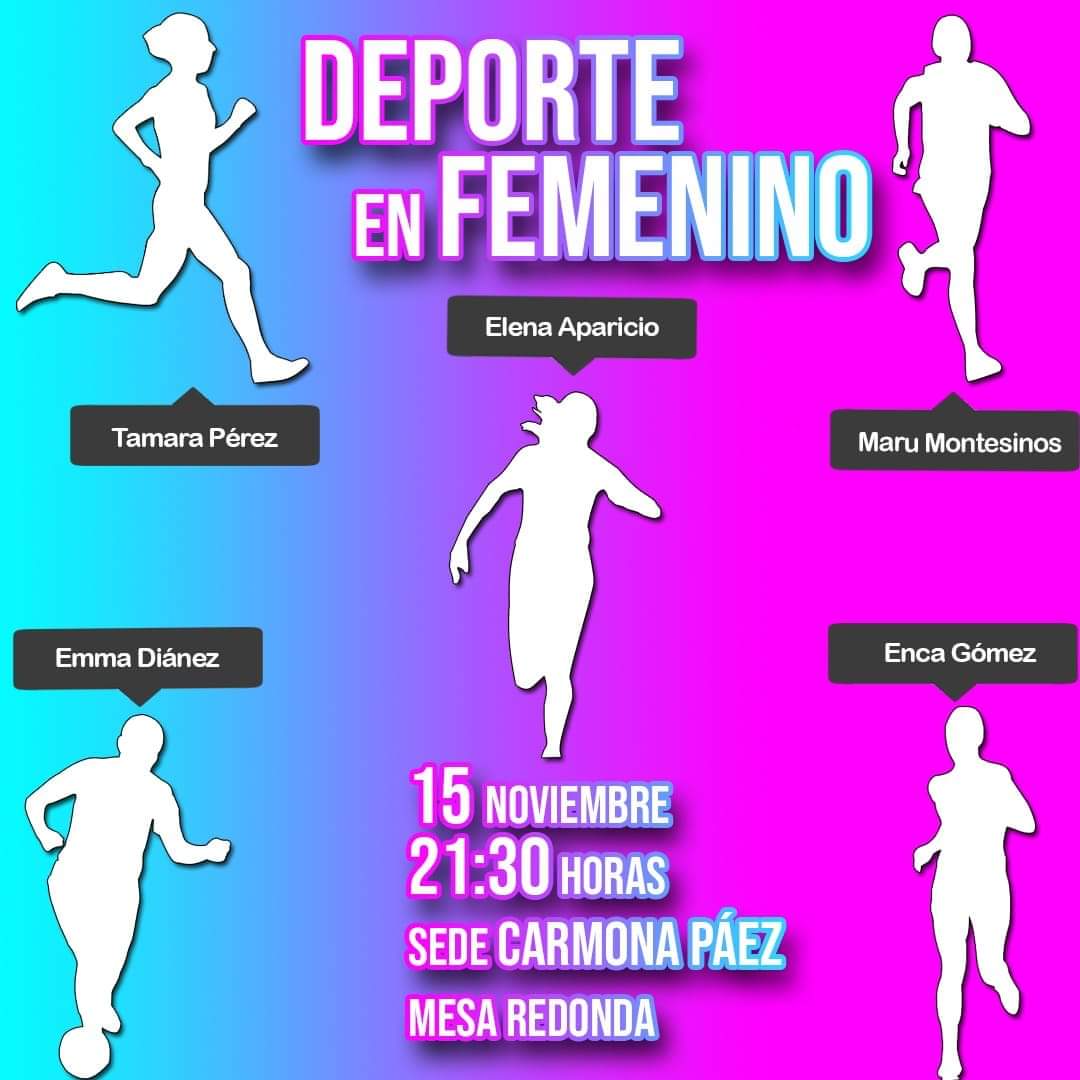 DEPORTE
EN FEMENINO
Elena Aparicio
Tamara Pérez
Maru Montesinos
Emma Diánez
Enca Gómez
15 NOVIEMBRE
21:30 HORAS
SEDE CARMONA PÁEZ
MESA REDONDA